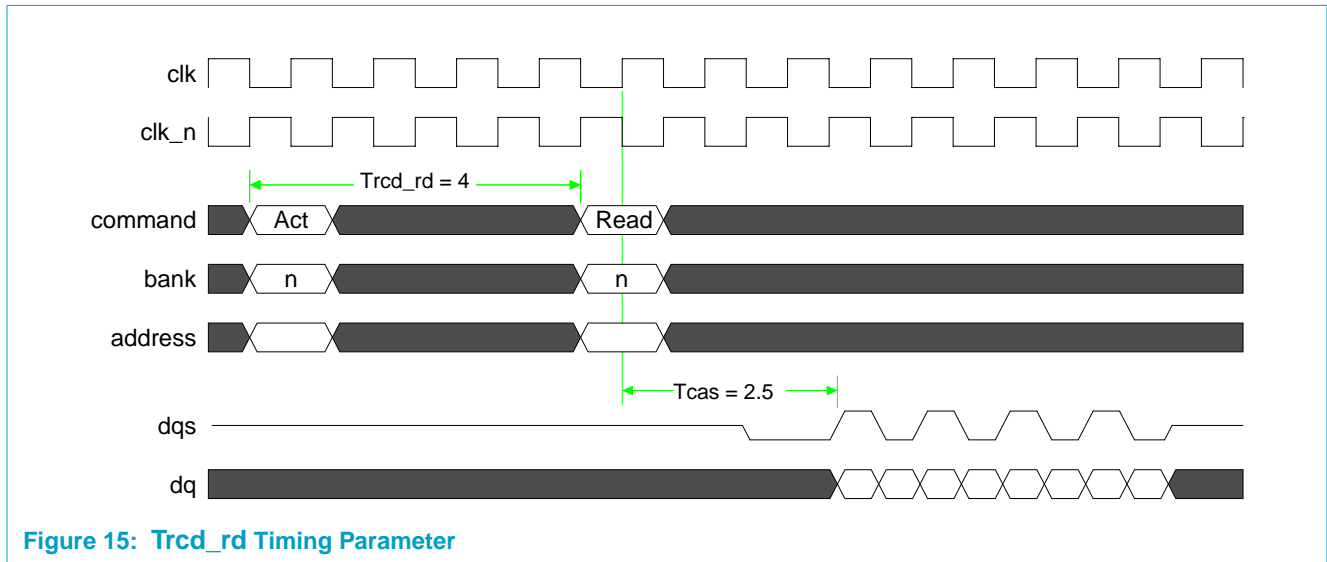 clk
clk_n
Trcd_rd = 4
command Act Read
bank n n
address
Tcas = 2.5
dqs
dq
Figure 15: Trcd_rd Timing Parameter